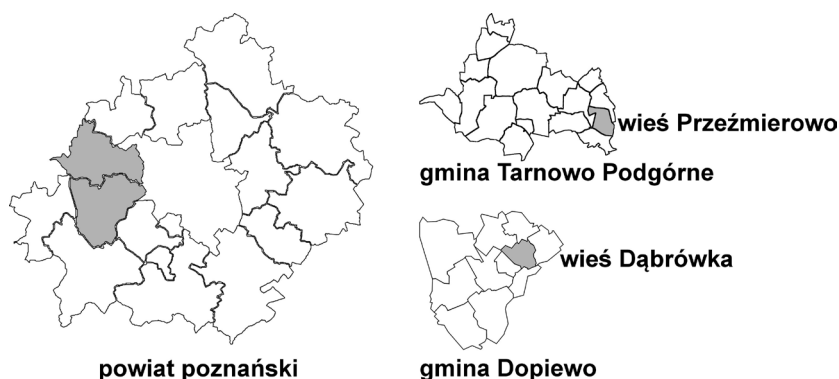 wieś Przeźmierowo
gmina Tarnowo Podgórne
wieś Dąbrówka
powiat poznański
gmina Dopiewo